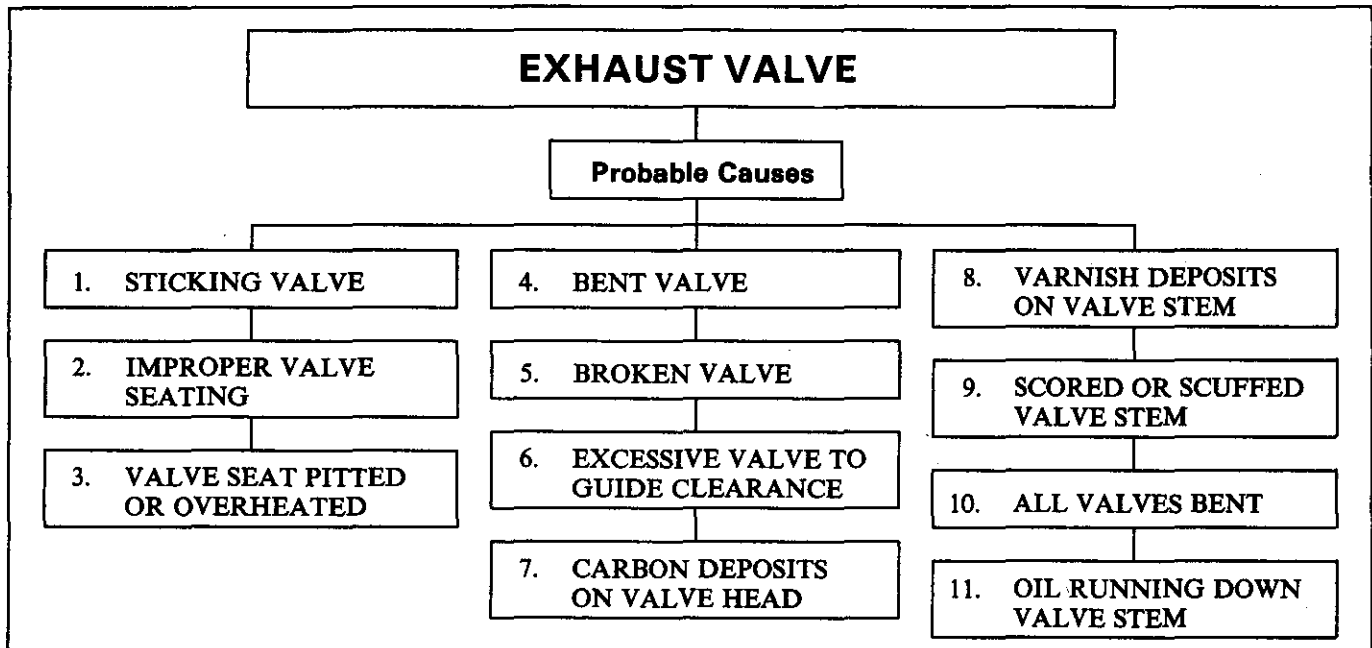 EXHAUST VALVE
Probable Causes
1. STICKING VALVE
2. IMPROPER VALVE
SEATING
3. VALVE SEAT PITTED
OR OVERHEATED
4. BENT VALVE
5. BROKEN VALVE
6. EXCESSIVE VALVE TO
GUIDE CLEARANCE
7. CARBON DEPOSITS
ON VALVE HEAD
8. VARNISH DEPOSITS
ON VALVE STEM
9. SCORED OR SCUFFED
VALVE STEM
10. ALL VALVES BENT
11. OIL RUNNING DOWN
VALVE STEM